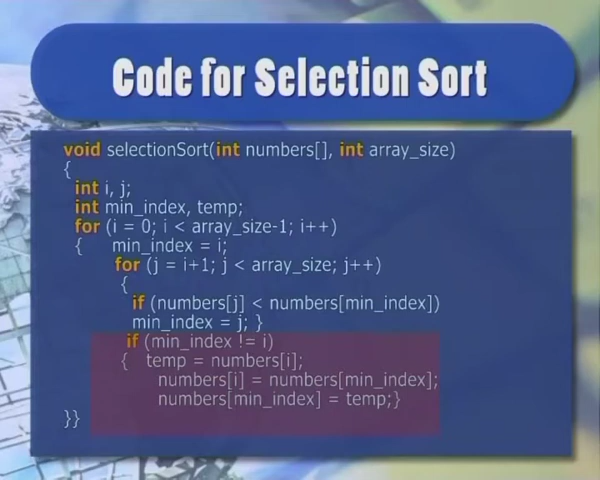 Code for Selection Sort
void selectionSort(int numbers[], int array_size)
{
int i, j;
int min_index, temp;
for (i = 0; i < array_size-1; i++)
{ min_index = i;
for (j = i+1; j < array_size; j++)
{
if (numbers[j] < numbers[min_index])
min_index = j; }
if (min_index != i)
{ temp = numbers[i];
numbers[i] = numbers[min_index];
numbers[min_index] = temp;}
}}